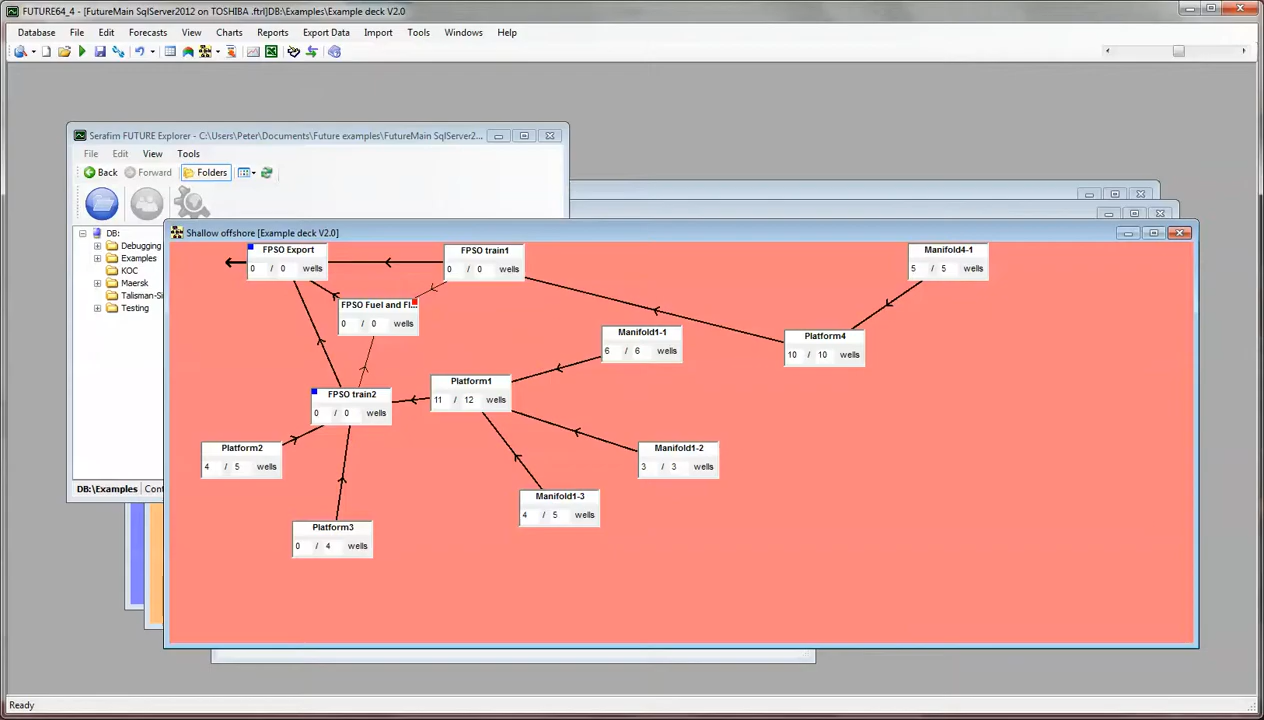 FUTURE64_4 - [FutureMain SqlServer2012 on TOSHIBA .ftrl]DB:\Examples\Example deck V2.0
Database File Edit Forecasts View Charts Reports Export Data Import Tools Windows Help
Serafim FUTURE Explorer - C:\Users\Peter\Documents\Future examples\FutureMain SqlServer2...
File Edit View Tools
Back Forward Folders
DB:
Debugging
Examples
KOC
Maersk
Talisman-Si
Testing
DB:\Examples Cont
Shallow offshore [Example deck V2.0]
FPSO Export
0 / 0 wells
FPSO train1
0 / 0 wells
Manifold4-1
5 / 5 wells
FPSO Fuel and Fl...
0 / 0 wells
Manifold1-1
6 / 6 wells
Platform4
10 / 10 wells
Platform1
11 / 12 wells
FPSO train2
0 / 0 wells
Platform2
4 / 5 wells
Manifold1-2
3 / 3 wells
Manifold1-3
4 / 5 wells
Platform3
0 / 4 wells
Ready